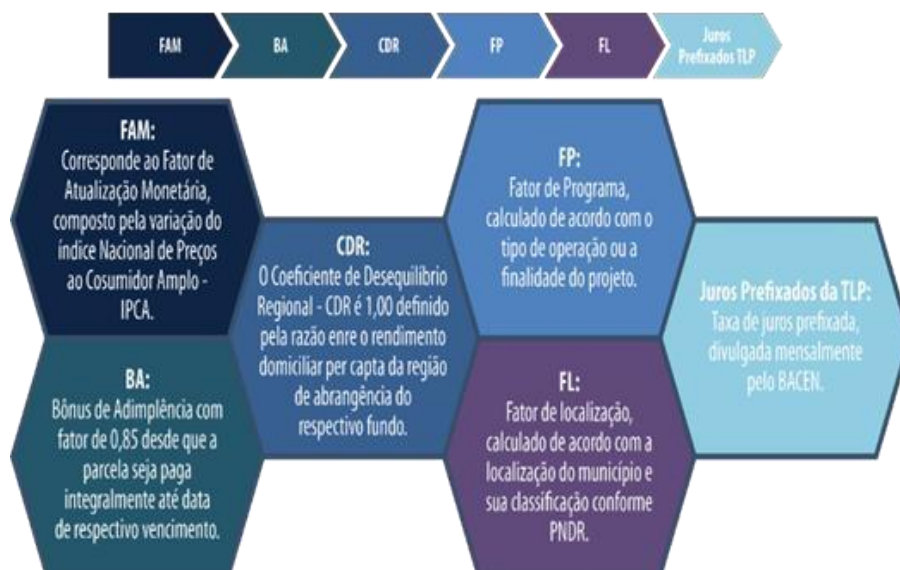 FAM
BA
CDR
FP
FL
Juros
Prefixados TLP
FAM:
Corresponde ao Fator de
Atualização Monetária,
composto pela variação do
índice Nacional de Preços
ao Cosumidor Amplo -
IPCA.
BA:
Bônus de Adimplência com
fator de 0,85 desde que a
parcela seja paga
integralmente até data
de respectivo vencimento.
CDR:
O Coeficiente de Desequilíbrio
Regional - CDR é 1,00 definido
pela razão enre o rendimento
domiciliar per capta da região
de abrangência do
respectivo fundo.
FP:
Fator de Programa,
calculado de acordo com o
tipo de operação ou a
finalidade do projeto.
FL:
Fator de localização,
calculado de acordo com a
localização do município e
sua classificação conforme
PNDR.
Juros Prefixados da TLP:
Taxa de juros prefixada,
divulgada mensalmente
pelo BACEN.